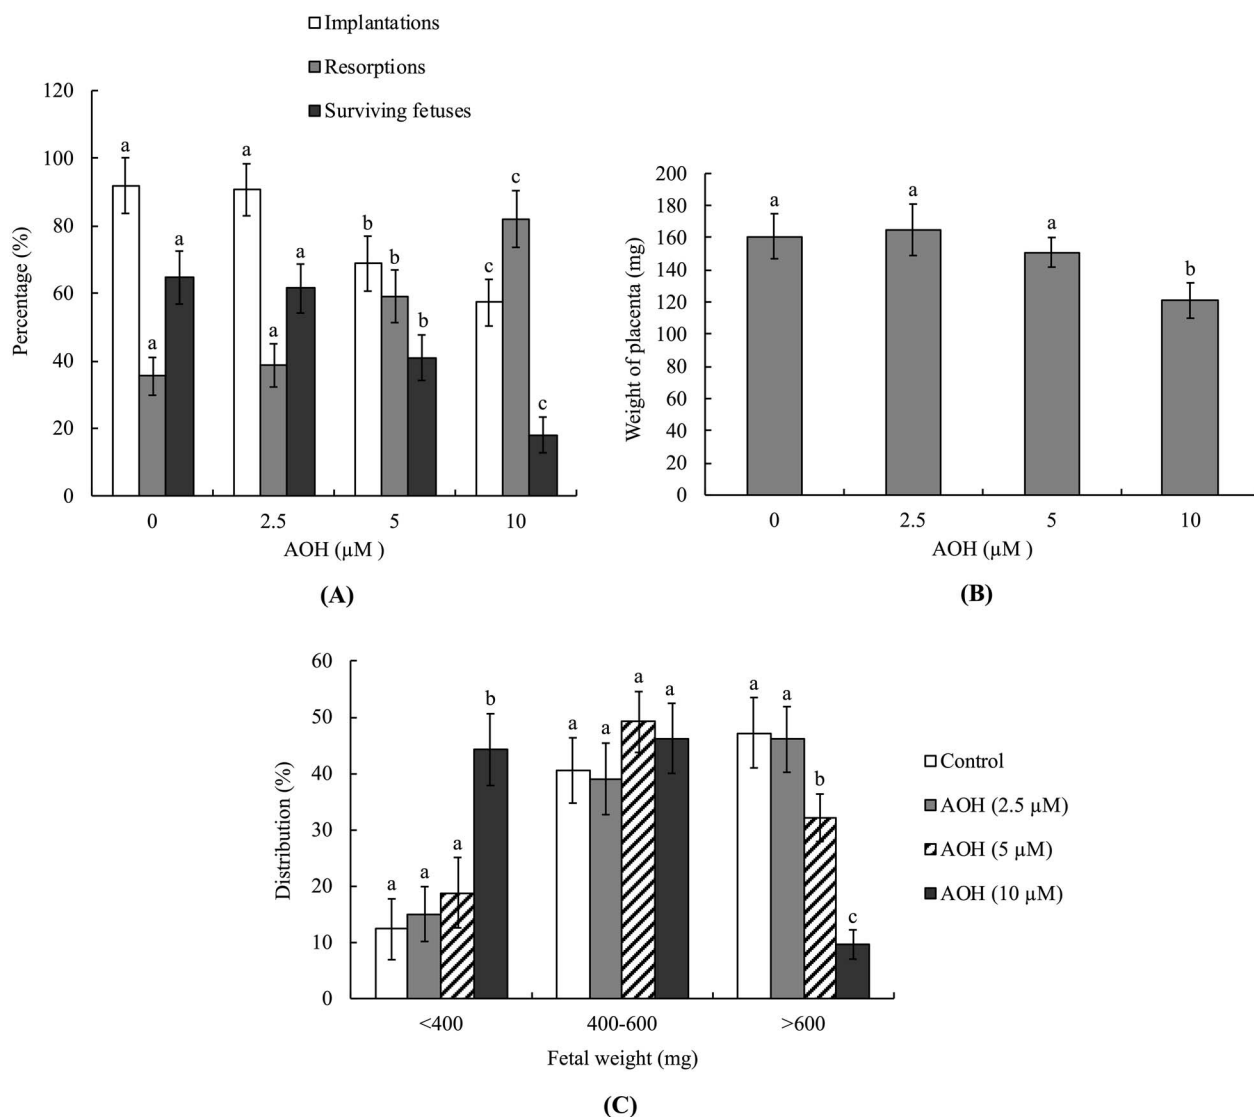 Implantations
Resorptions
Surviving fetuses
120
100
80
60
40
20
0
Percentage (%)
a
a
a
a
a
a
b
b
b
c
c
c
0 2.5 5 10
AOH (µM )
(A)
200
180
160
140
120
100
80
60
40
20
0
Weight of placenta (mg)
a
a
a
b
0 2.5 5 10
AOH (µM )
(B)
60
50
40
30
20
10
0
Distribution (%)
a
a
a
b
a
a
a
a
a
a
b
c
<400 400-600 >600
Fetal weight (mg)
Control
AOH (2.5 µM)
AOH (5 µM)
AOH (10 µM)
(C)